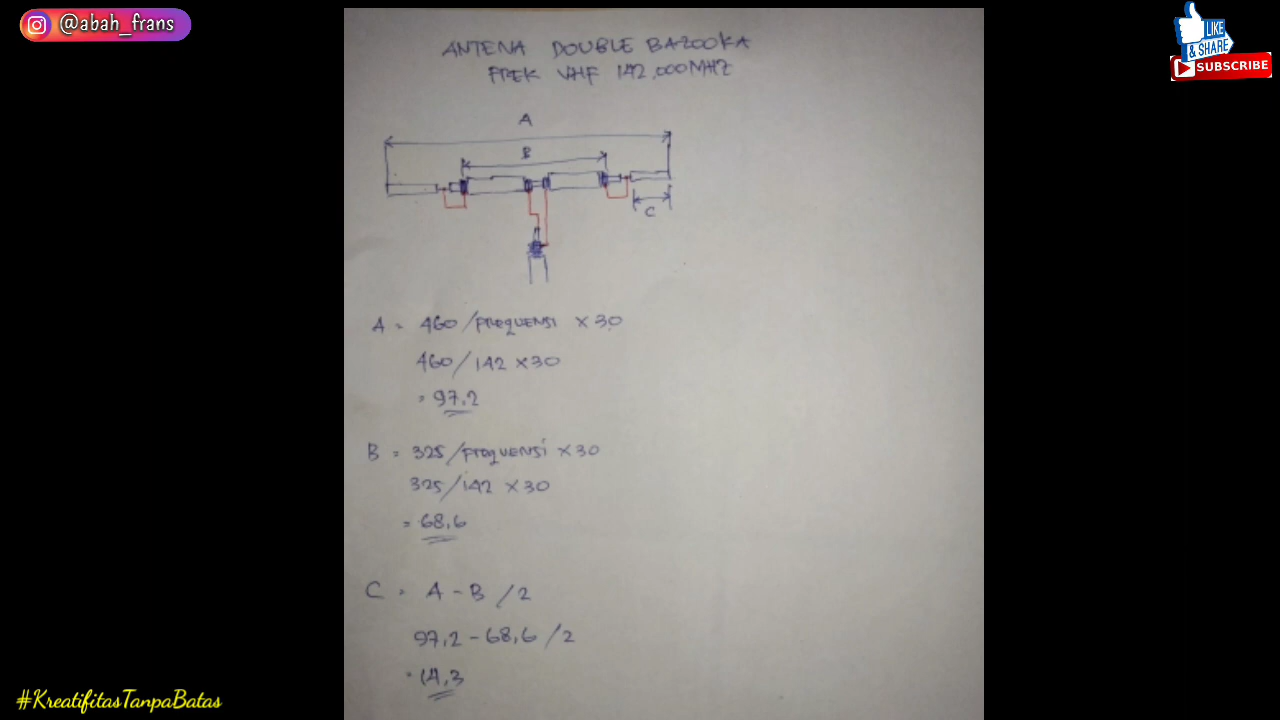 @abah_frans
LIKE
& SHARE
SUBSCRIBE
ANTENA DOUBLE BAZOOKA
FREK VHF 142.000MHZ
A
B
C
A = 460/frequensi x 30
460/142 x 30
= 97,2
B = 325/frequensi x 30
325/142 x 30
= 68,6
C = A - B /2
97,2 - 68,6 /2
= 14,3
#KreatifitasTanpaBatas